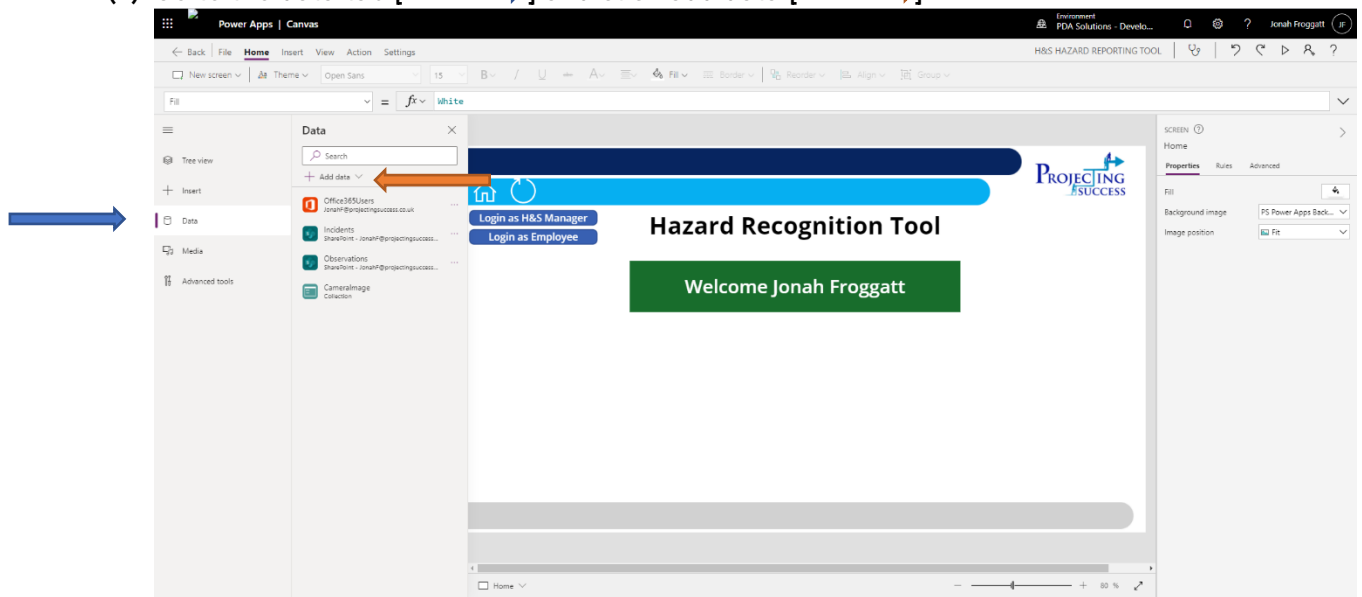 Power Apps | Canvas
Environment
PDA Solutions - Develo...
? Jonah Froggatt JF
Back File Home Insert View Action Settings
H&S HAZARD REPORTING TOOL
?
New screen Theme Open Sans 15 B / U A Fill Border Reorder Align Group
Fill = fx White
Data
Search
Add data
Tree view
Insert
Data
Media
Advanced tools
Office365Users
JonahF@projectingsuccess.co.uk
Incidents
SharePoint - JonahF@projectingsuccess...
Observations
SharePoint - JonahF@projectingsuccess...
CameraImage
Collection
PROJECTING
SUCCESS
Login as H&S Manager
Login as Employee
Hazard Recognition Tool
Welcome Jonah Froggatt
SCREEN ?
Home
Properties Rules Advanced
Fill
Background image PS Power Apps Back...
Image position Fit
Home
80 %